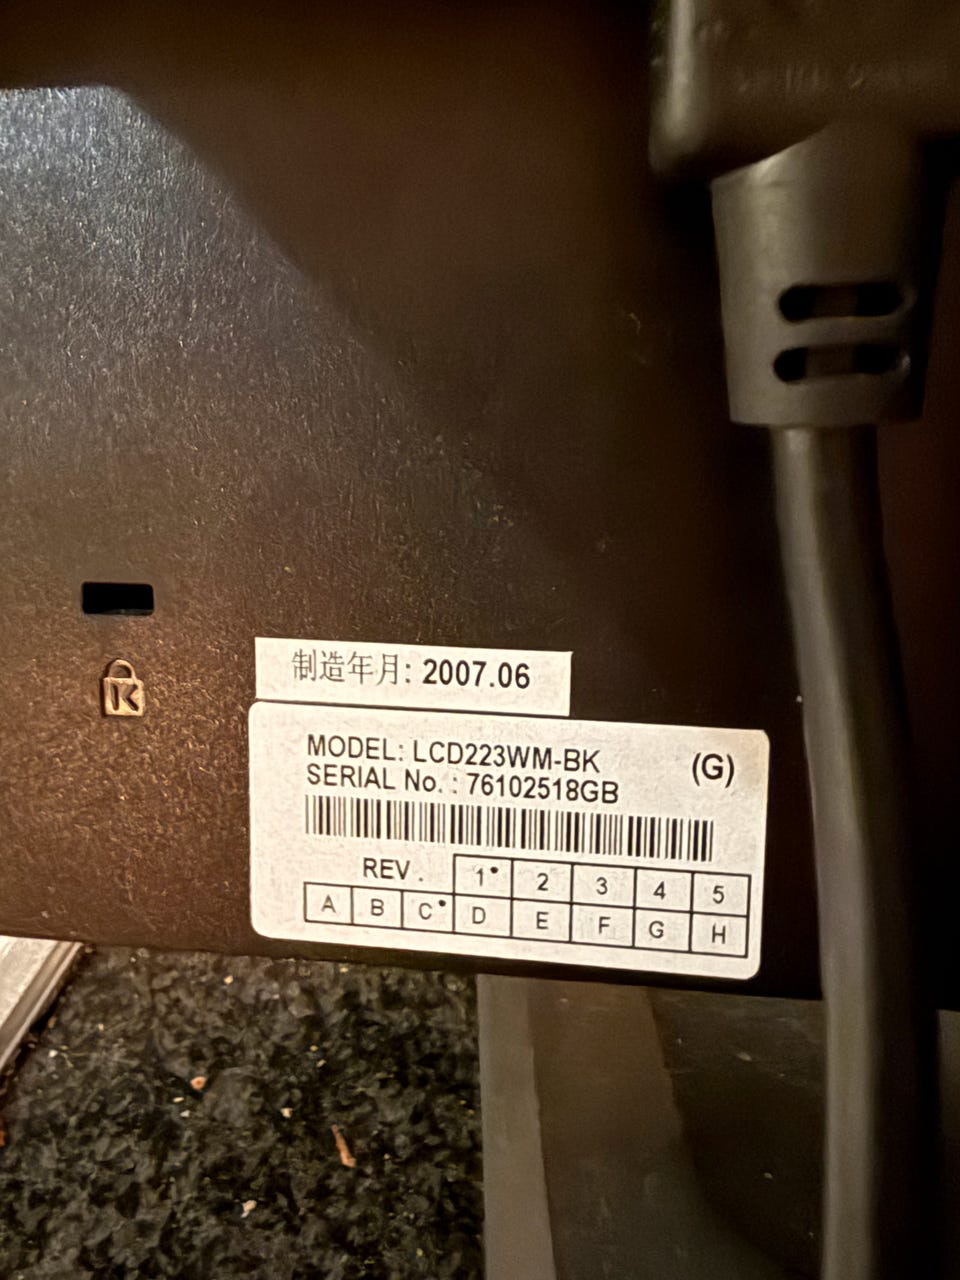 制造年月: 2007.06
MODEL: LCD223WM-BK (G)
SERIAL No. : 76102518GB
REV. 1• 2 3 4 5
A B C• D E F G H
K